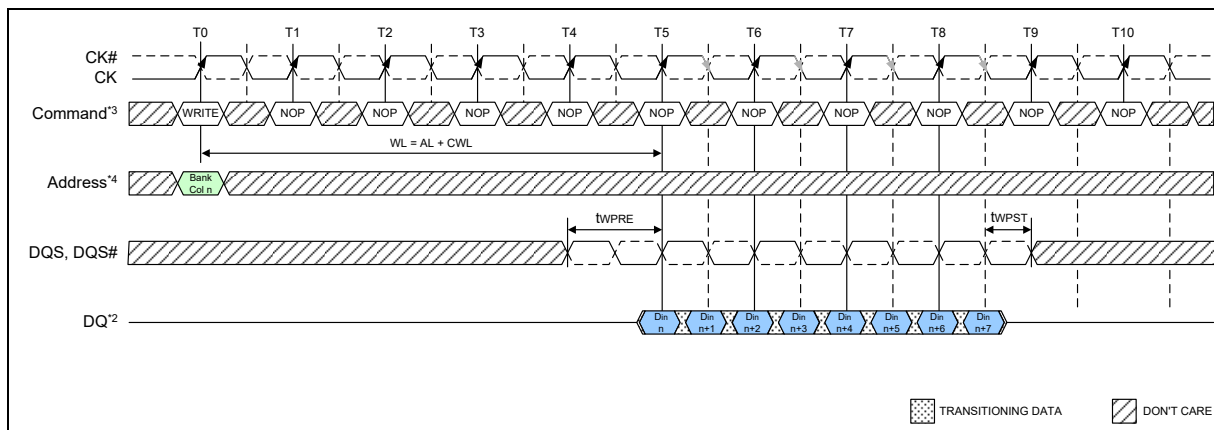 T0 T1 T2 T3 T4 T5 T6 T7 T8 T9 T10
CK#
CK
Command*3 WRITE NOP NOP NOP NOP NOP NOP NOP NOP NOP NOP
WL = AL + CWL
Address*4 Bank
Col n
tWPRE tWPST
DQS, DQS#
DQ*2 Din Din Din Din Din Din Din Din
n n+1 n+2 n+3 n+4 n+5 n+6 n+7
TRANSITIONING DATA DON'T CARE